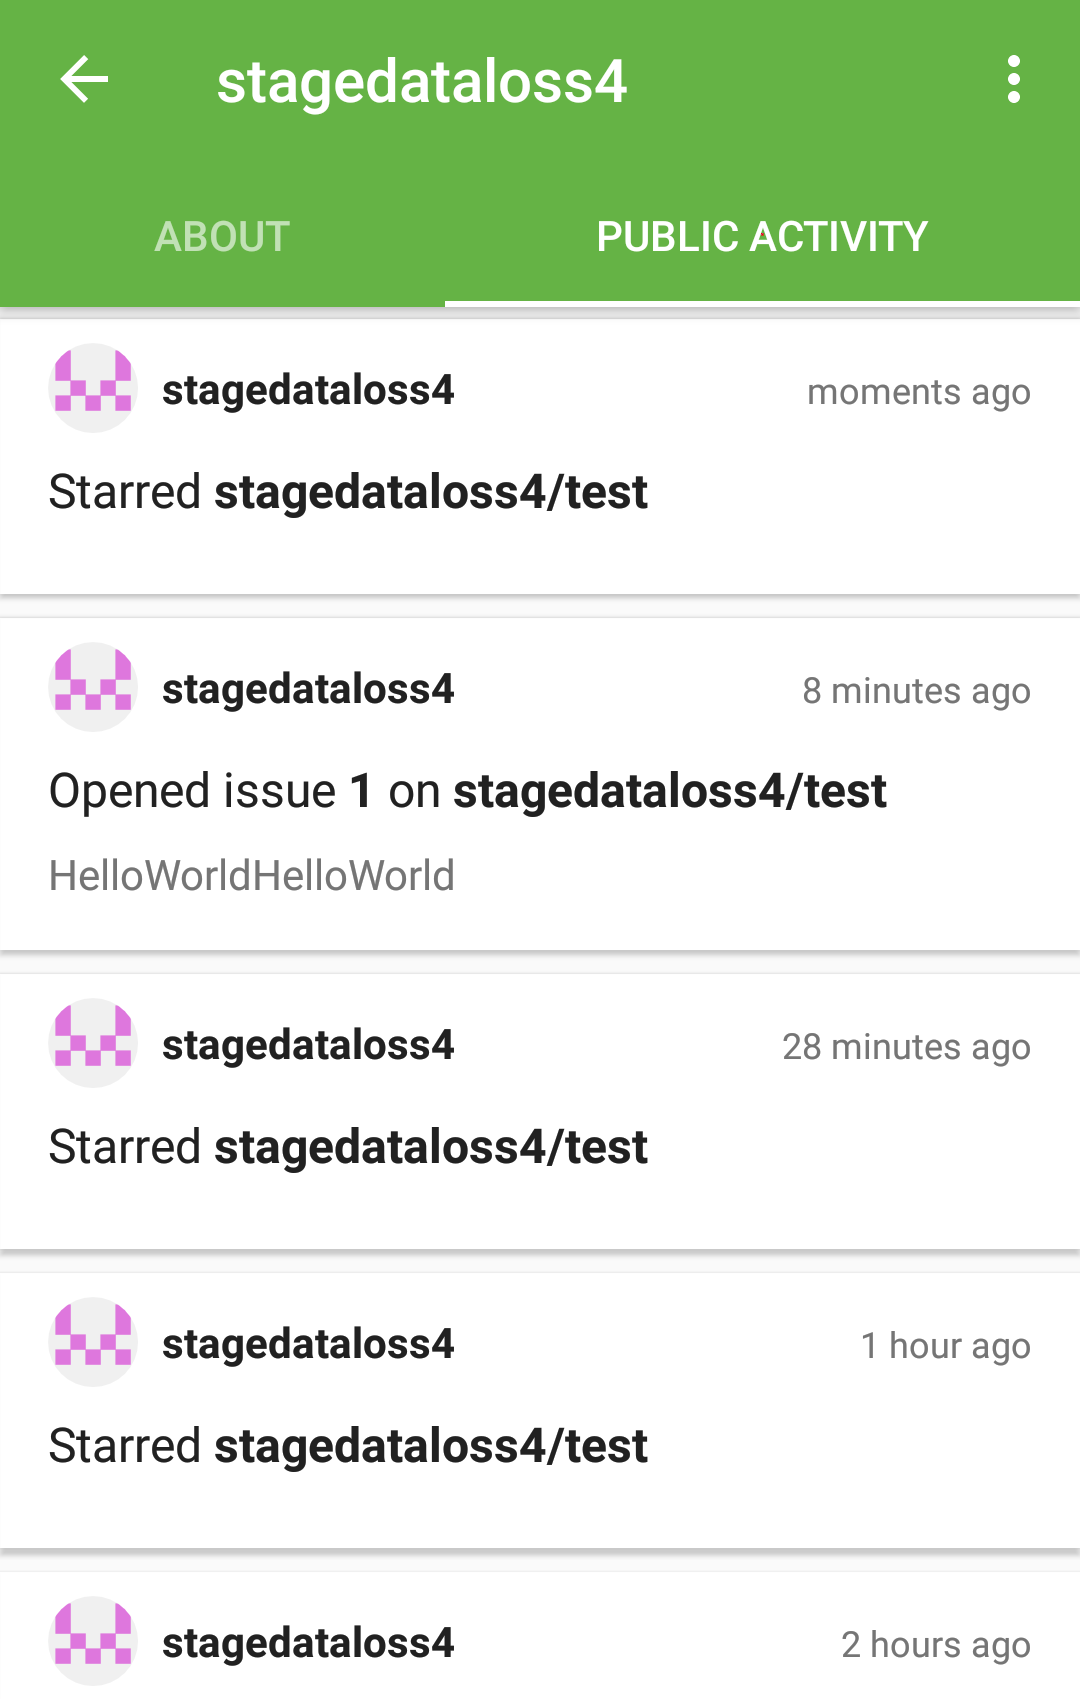 stagedataloss4
ABOUT PUBLIC ACTIVITY
stagedataloss4 moments ago
Starred stagedataloss4/test
stagedataloss4 8 minutes ago
Opened issue 1 on stagedataloss4/test
HelloWorldHelloWorld
stagedataloss4 28 minutes ago
Starred stagedataloss4/test
stagedataloss4 1 hour ago
Starred stagedataloss4/test
stagedataloss4 2 hours ago